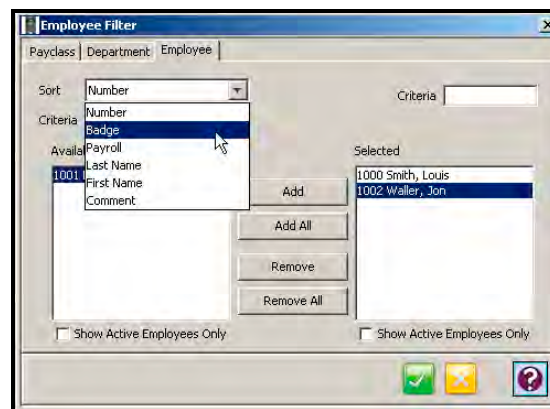 Employee Filter
Payclass Department Employee
Sort Number Criteria
Number
Criteria
Badge
Payroll
Selected
Last Name
1001
1000 Smith, Louis
First Name
Add
1002 Waller, Jon
Comment
Add All
Remove
Remove All
Show Active Employees Only Show Active Employees Only
?